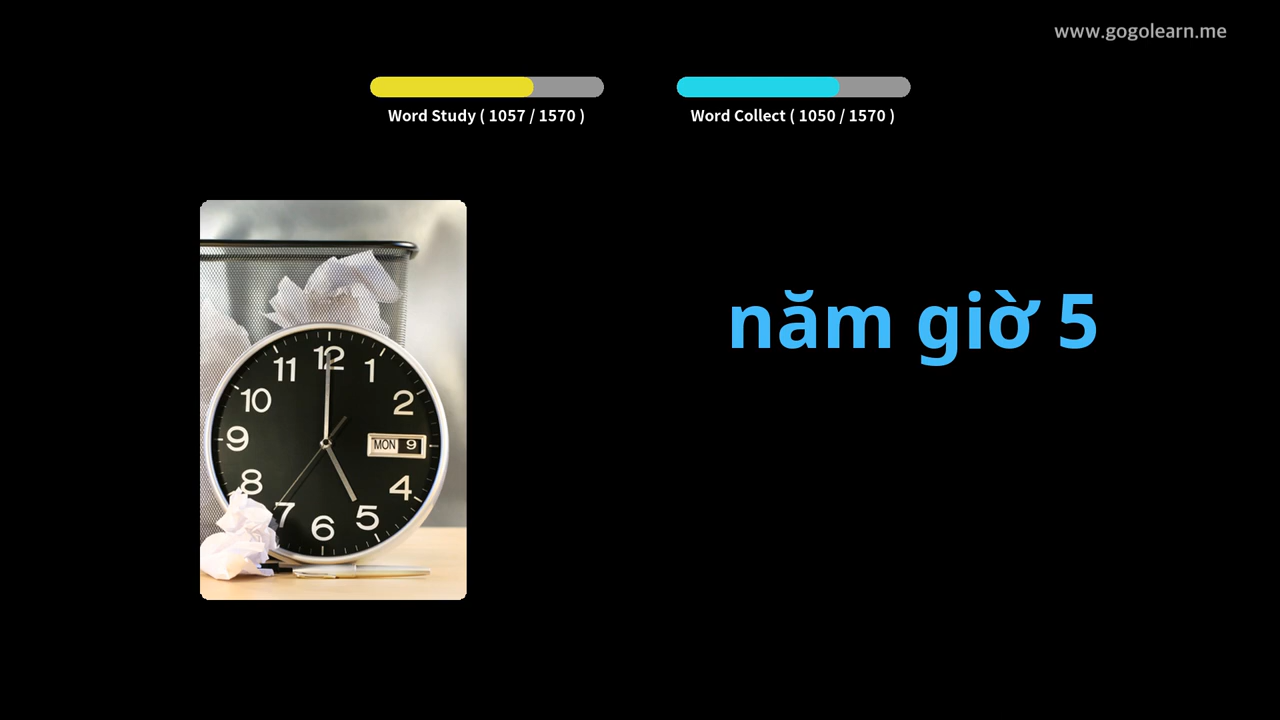 www.gogolearn.me
Word Study ( 1057 / 1570 )
Word Collect ( 1050 / 1570 )
năm giờ 5
12
11
1
10
2
9
MON 9
8
4
7
5
6